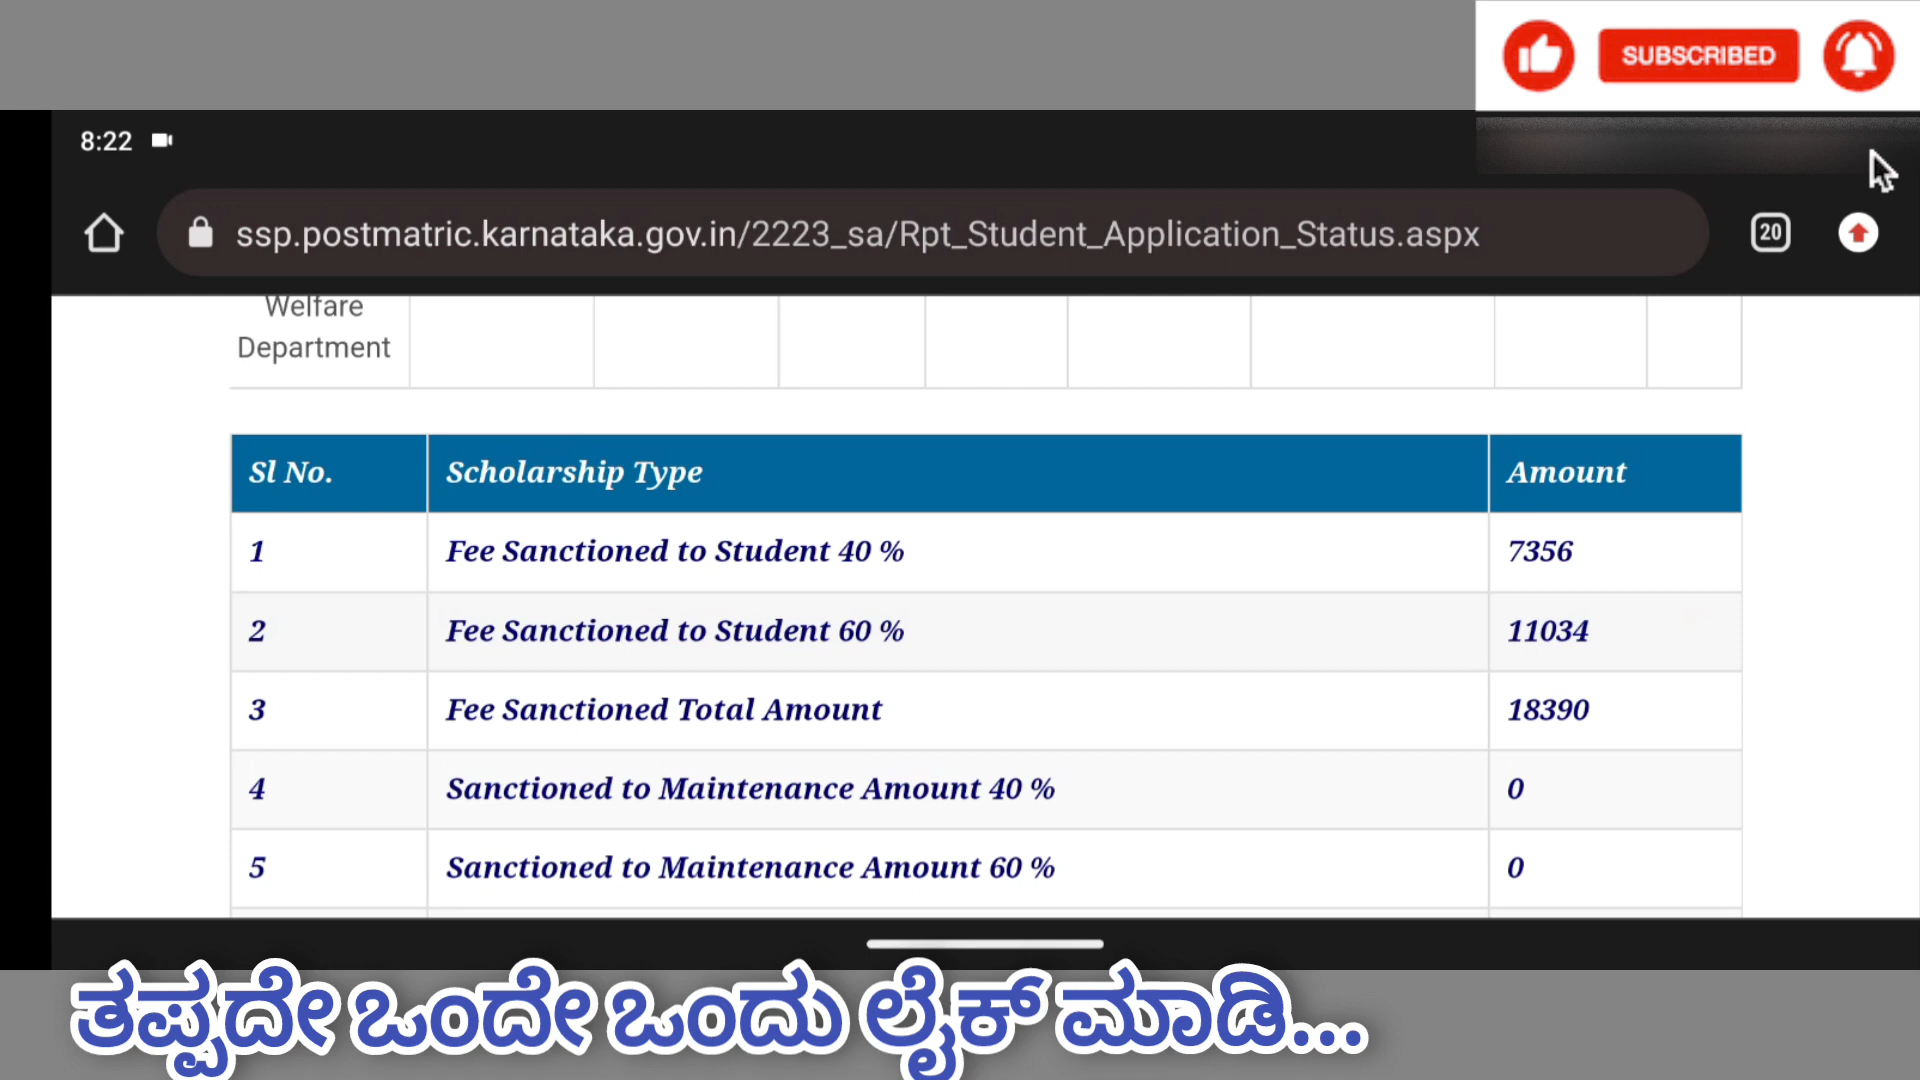 SUBSCRIBED
8:22
ssp.postmatric.karnataka.gov.in/2223_sa/Rpt_Student_Application_Status.aspx
20
Welfare
Department
Sl No. Scholarship Type Amount
1 Fee Sanctioned to Student 40 % 7356
2 Fee Sanctioned to Student 60 % 11034
3 Fee Sanctioned Total Amount 18390
4 Sanctioned to Maintenance Amount 40 % 0
5 Sanctioned to Maintenance Amount 60 % 0
ತಪ್ಪದೇ ಒಂದೇ ಒಂದು ಲೈಕ್ ಮಾಡಿ...